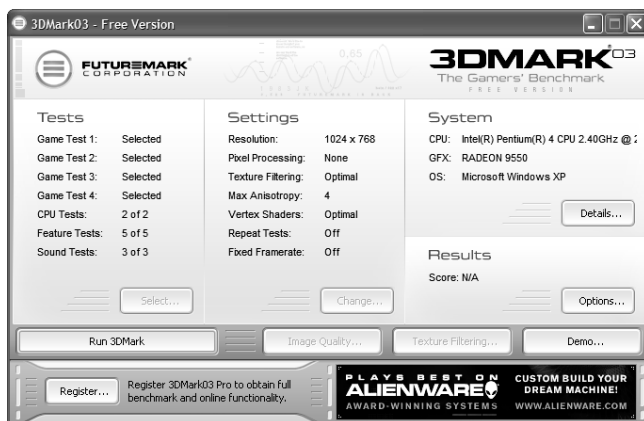 3DMark03 - Free Version
FUTUREMARK
CORPORATION
0.65
3DMARK 03
The Gamers' Benchmark
FREE VERSION
Tests
Game Test 1: Selected
Game Test 2: Selected
Game Test 3: Selected
Game Test 4: Selected
CPU Tests: 2 of 2
Feature Tests: 5 of 5
Sound Tests: 3 of 3
Select...
Settings
Resolution: 1024 x 768
Pixel Processing: None
Texture Filtering: Optimal
Max Anisotropy: 4
Vertex Shaders: Optimal
Repeat Tests: Off
Fixed Framerate: Off
Change...
System
CPU: Intel(R) Pentium(R) 4 CPU 2.40GHz @ 2
GFX: RADEON 9550
OS: Microsoft Windows XP
Details...
Results
Score: N/A
Options...
Run 3DMark
Image Quality...
Texture Filtering...
Demo...
Register...
Register 3DMark03 Pro to obtain full
benchmark and online functionality.
PLAYS BEST ON
ALIENWARE
AWARD-WINNING SYSTEMS
CUSTOM BUILD YOUR
DREAM MACHINE!
WWW.ALIENWARE.COM